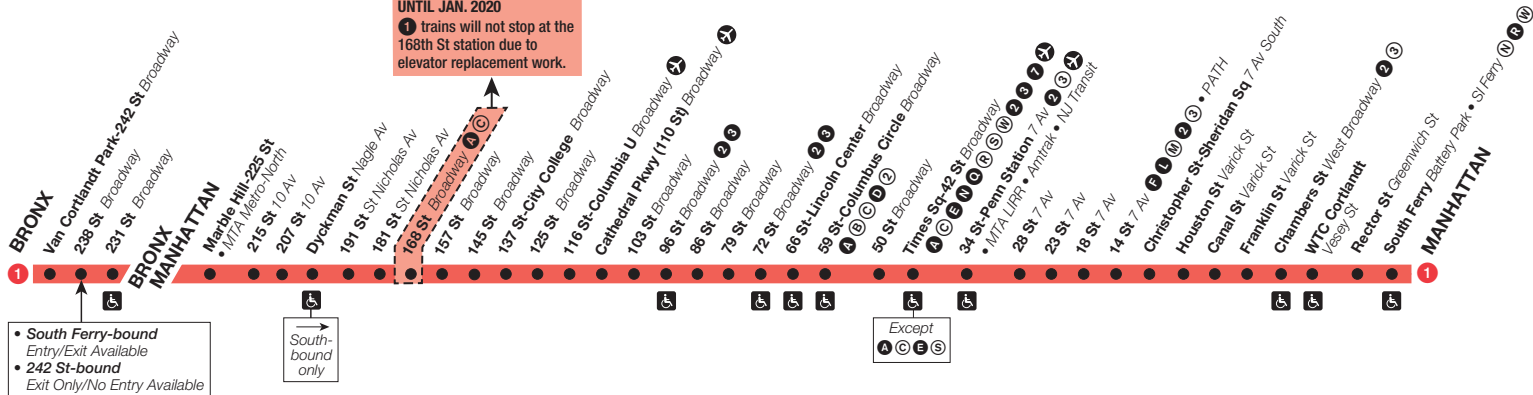 UNTIL JAN. 2020
1 trains will not stop at the
168th St station due to
elevator replacement work.
BRONX
1
Van Cortlandt Park-242 St Broadway
238 St Broadway
231 St Broadway
BRONX
MANHATTAN
Marble Hill-225 St
• MTA Metro-North
215 St 10 Av
207 St 10 Av
Dyckman St Nagle Av
191 St St Nicholas Av
181 St St Nicholas Av
168 St Broadway A C
157 St Broadway
145 St Broadway
137 St-City College Broadway
125 St Broadway
116 St-Columbia U Broadway
Cathedral Pkwy (110 St) Broadway
103 St Broadway
96 St Broadway 2 3
86 St Broadway
79 St Broadway
72 St Broadway 2 3
66 St-Lincoln Center Broadway
59 St-Columbus Circle Broadway
A B C D 2
50 St Broadway
Times Sq-42 St Broadway
A C E N Q R S W 2 3 7
34 St-Penn Station 7 Av 2 3
• MTA LIRR • Amtrak • NJ Transit
28 St 7 Av
23 St 7 Av
18 St 7 Av
14 St 7 Av F L M 2 3 • PATH
Christopher St-Sheridan Sq 7 Av South
Houston St Varick St
Canal St Varick St
Franklin St Varick St
Chambers St West Broadway 2 3
WTC Cortlandt
Vesey St
Rector St Greenwich St
South Ferry Battery Park • SI Ferry N R W
MANHATTAN
1
• South Ferry-bound
Entry/Exit Available
• 242 St-bound
Exit Only/No Entry Available
South-
bound
only
Except
A C E S